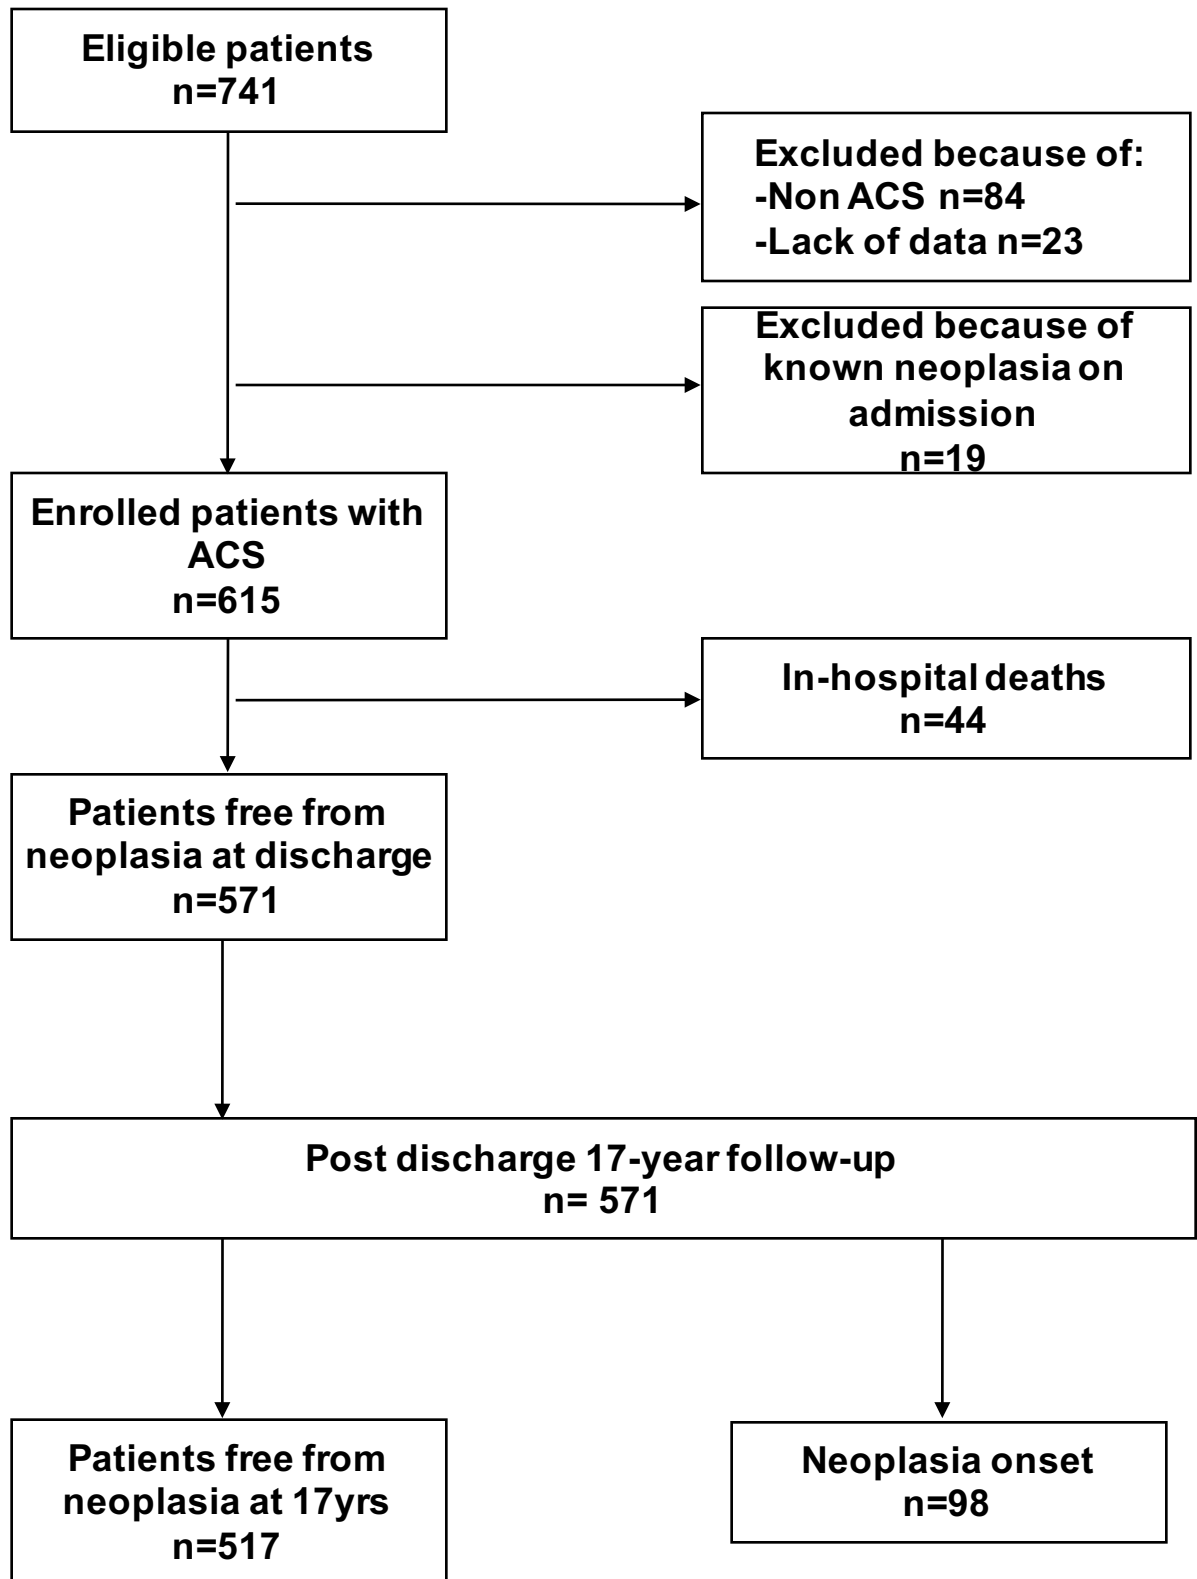 Eligible patients
n=741
Excluded because of:
-Non ACS n=84
-Lack of data n=23
Excluded because of
known neoplasia on
admission
n=19
Enrolled patients with
ACS
n=615
In-hospital deaths
n=44
Patients free from
neoplasia at discharge
n=571
Post discharge 17-year follow-up
n= 571
Patients free from
neoplasia at 17yrs
n=517
Neoplasia onset
n=98